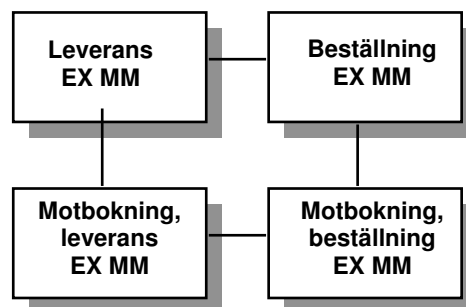 Leverans
EX MM
Beställning
EX MM
Motbokning,
leverans
EX MM
Motbokning,
beställning
EX MM